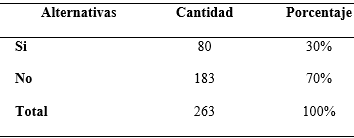 Alternativas Cantidad Porcentaje
Si 80 30%
No 183 70%
Total 263 100%